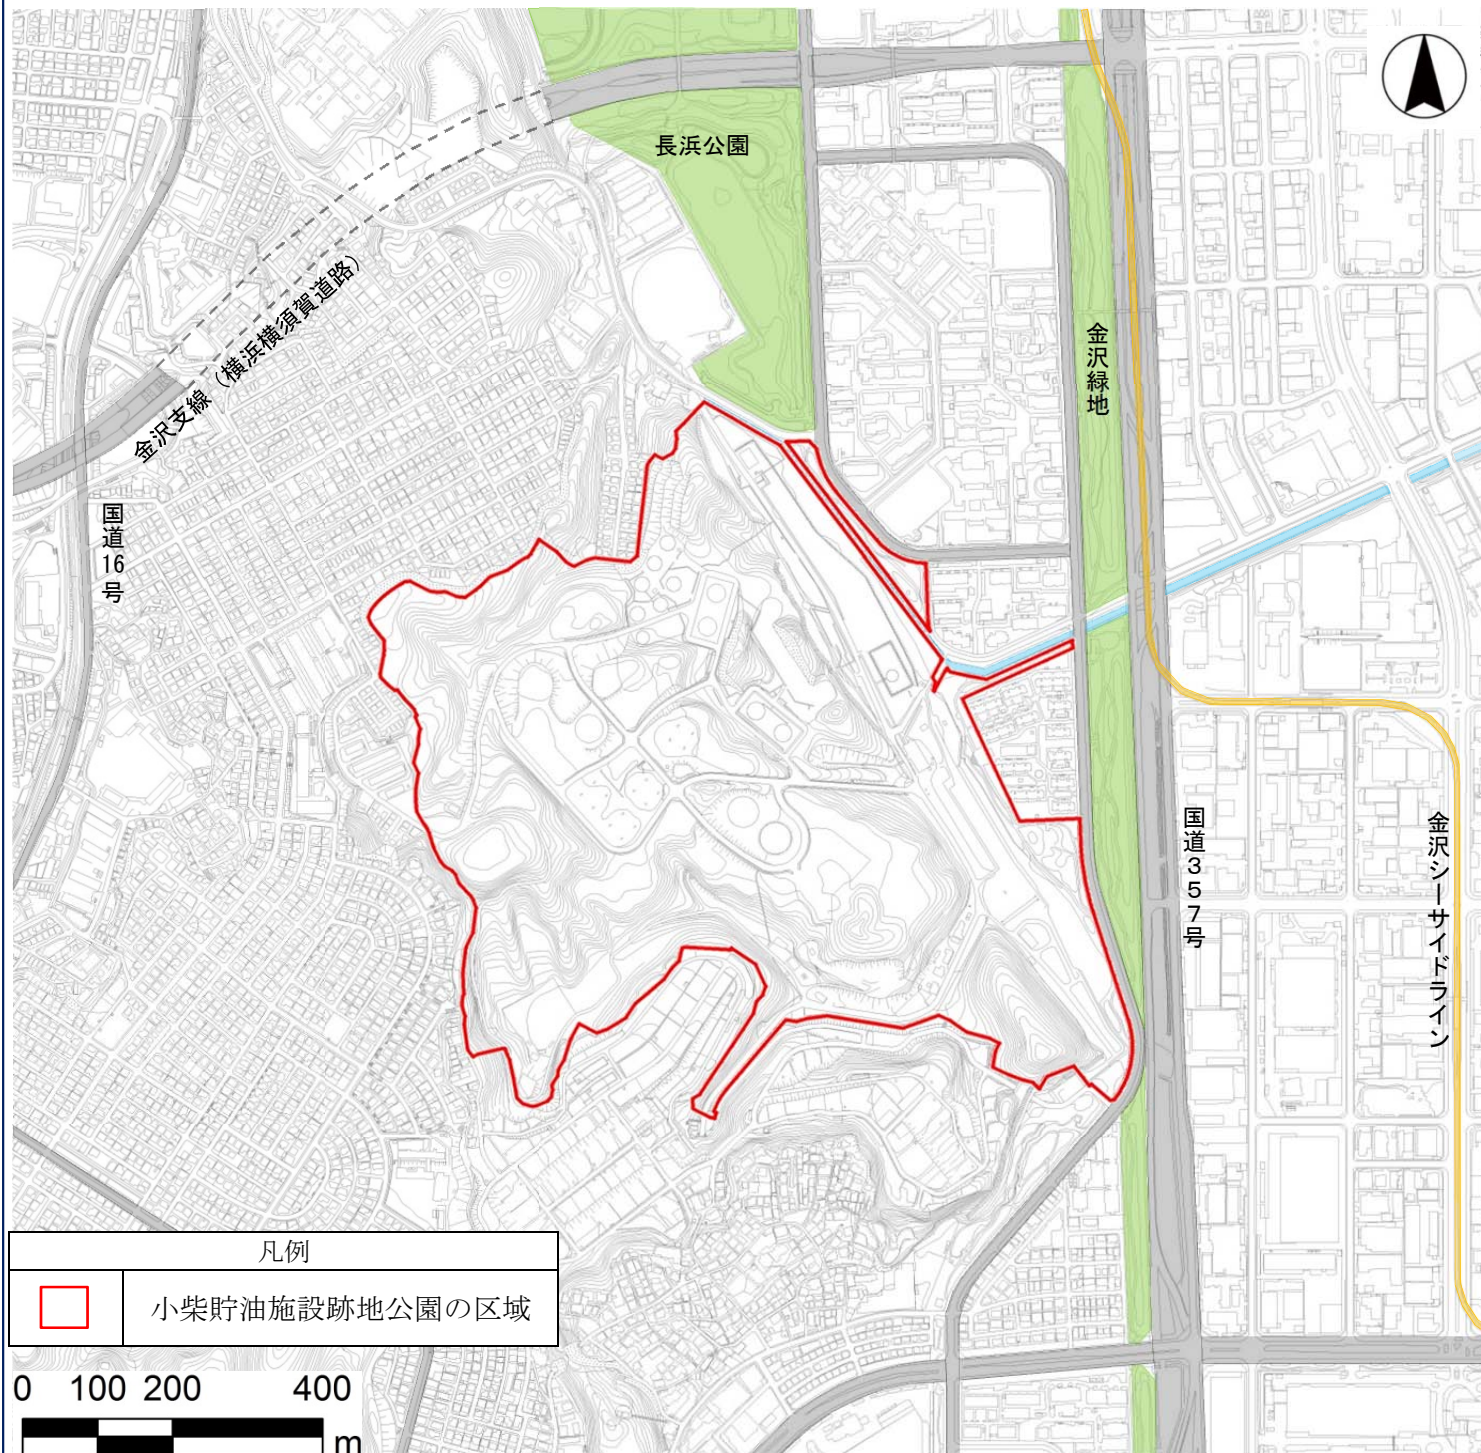 長浜公園
金沢支線（横浜横須賀道路）
金沢緑地
国道16号
国道357号
金沢シーサイドライン
凡例
小柴貯油施設跡地公園の区域
0 100 200 400
m